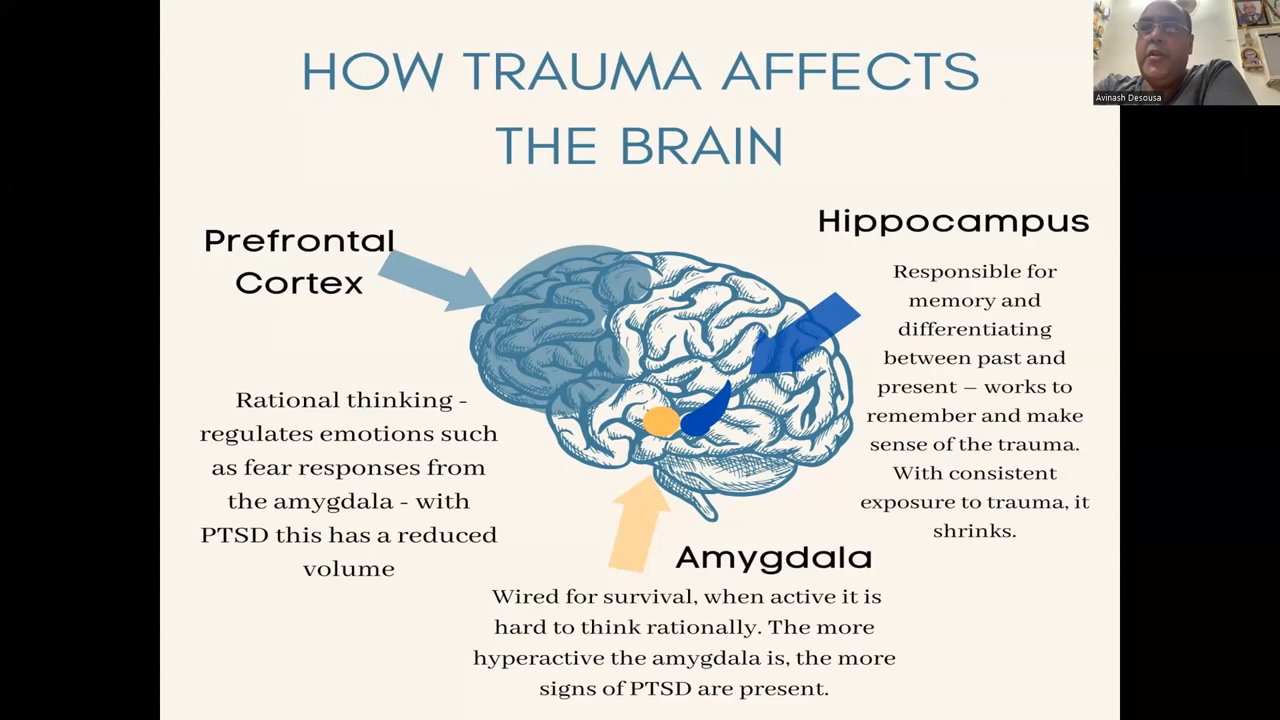 HOW TRAUMA AFFECTS
THE BRAIN
Avinash Desousa
Prefrontal
Cortex
Rational thinking -
regulates emotions such
as fear responses from
the amygdala - with
PTSD this has a reduced
volume
Hippocampus
Responsible for
memory and
differentiating
between past and
present – works to
remember and make
sense of the trauma.
With consistent
exposure to trauma, it
shrinks.
Amygdala
Wired for survival, when active it is
hard to think rationally. The more
hyperactive the amygdala is, the more
signs of PTSD are present.